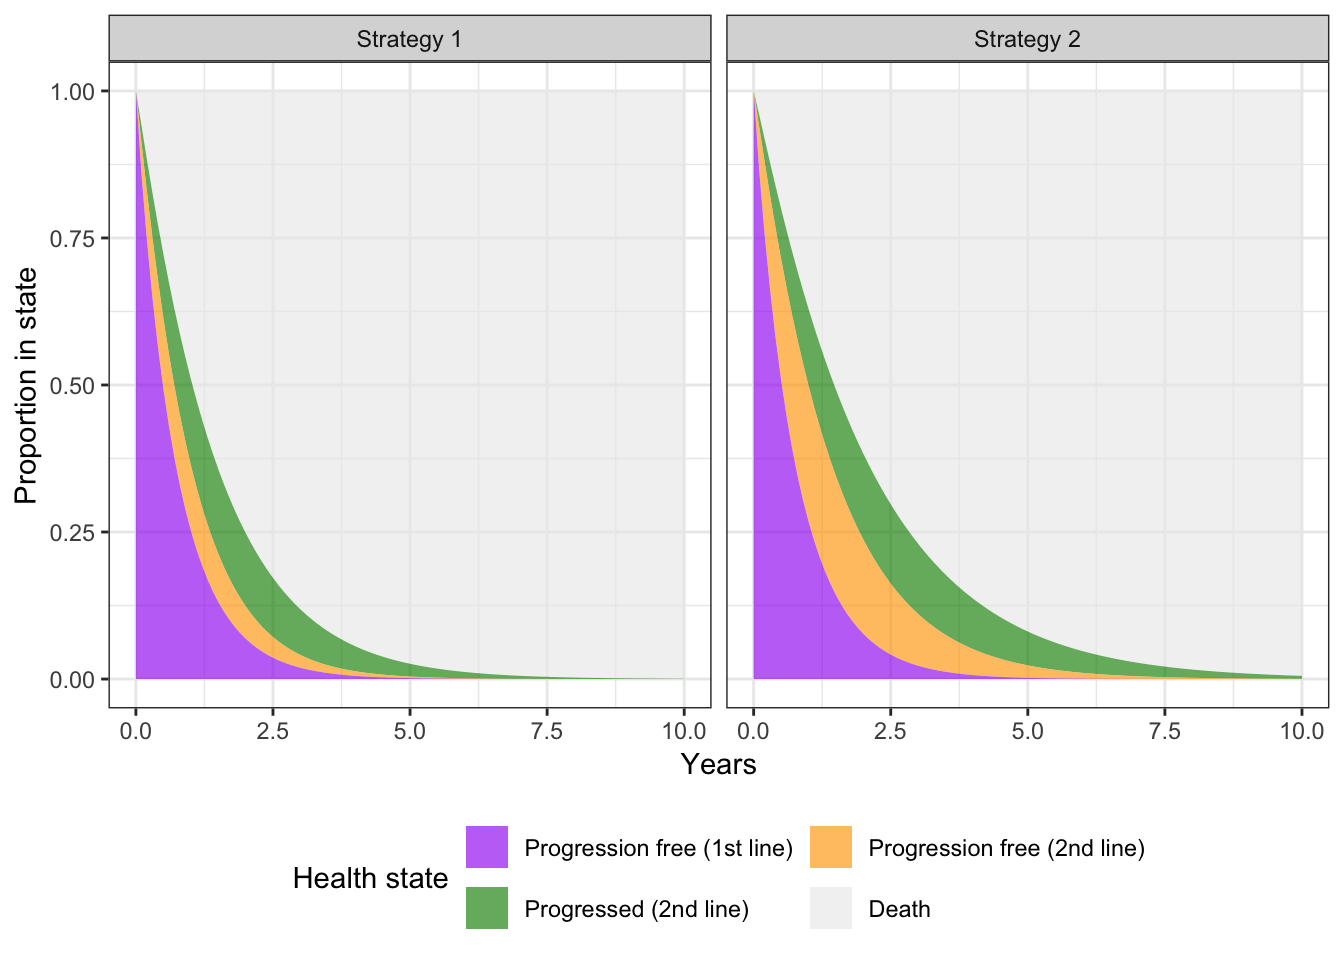 Strategy 1
Strategy 2
1.00
0.75
0.50
0.25
0.00
Proportion in state
0.0 2.5 5.0 7.5 10.0
0.0 2.5 5.0 7.5 10.0
Years
Health state
Progression free (1st line)
Progression free (2nd line)
Progressed (2nd line)
Death